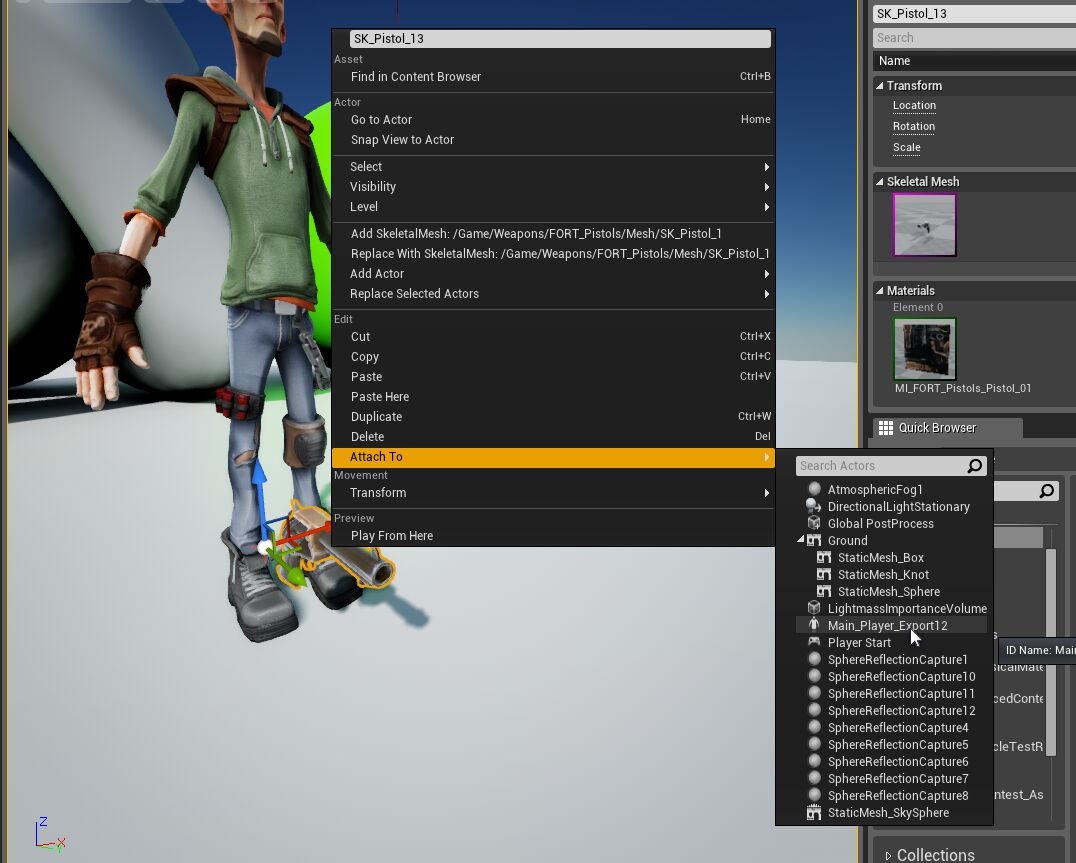 SK_Pistol_13
Asset
Find in Content Browser Ctrl+B
Actor
Go to Actor Home
Snap View to Actor
Select
Visibility
Level
Add SkeletalMesh: /Game/Weapons/FORT_Pistols/Mesh/SK_Pistol_1
Replace With SkeletalMesh: /Game/Weapons/FORT_Pistols/Mesh/SK_Pistol_1
Add Actor
Replace Selected Actors
Edit
Cut Ctrl+X
Copy Ctrl+C
Paste Ctrl+V
Paste Here
Duplicate Ctrl+W
Delete Del
Attach To
Movement
Transform
Preview
Play From Here
Search Actors
AtmosphericFog1
DirectionalLightStationary
Global PostProcess
Ground
StaticMesh_Box
StaticMesh_Knot
StaticMesh_Sphere
LightmassImportanceVolume
Main_Player_Export12
Player Start
SphereReflectionCapture1
SphereReflectionCapture10
SphereReflectionCapture11
SphereReflectionCapture12
SphereReflectionCapture4
SphereReflectionCapture5
SphereReflectionCapture6
SphereReflectionCapture7
SphereReflectionCapture8
StaticMesh_SkySphere
SK_Pistol_13
Search
Name
Transform
Location
Rotation
Scale
Skeletal Mesh
Materials
Element 0
MI_FORT_Pistols_Pistol_01
Quick Browser
ID Name: Mai
icalMate
cedConte
cleTestR
ntest_As
Collections
Z
X